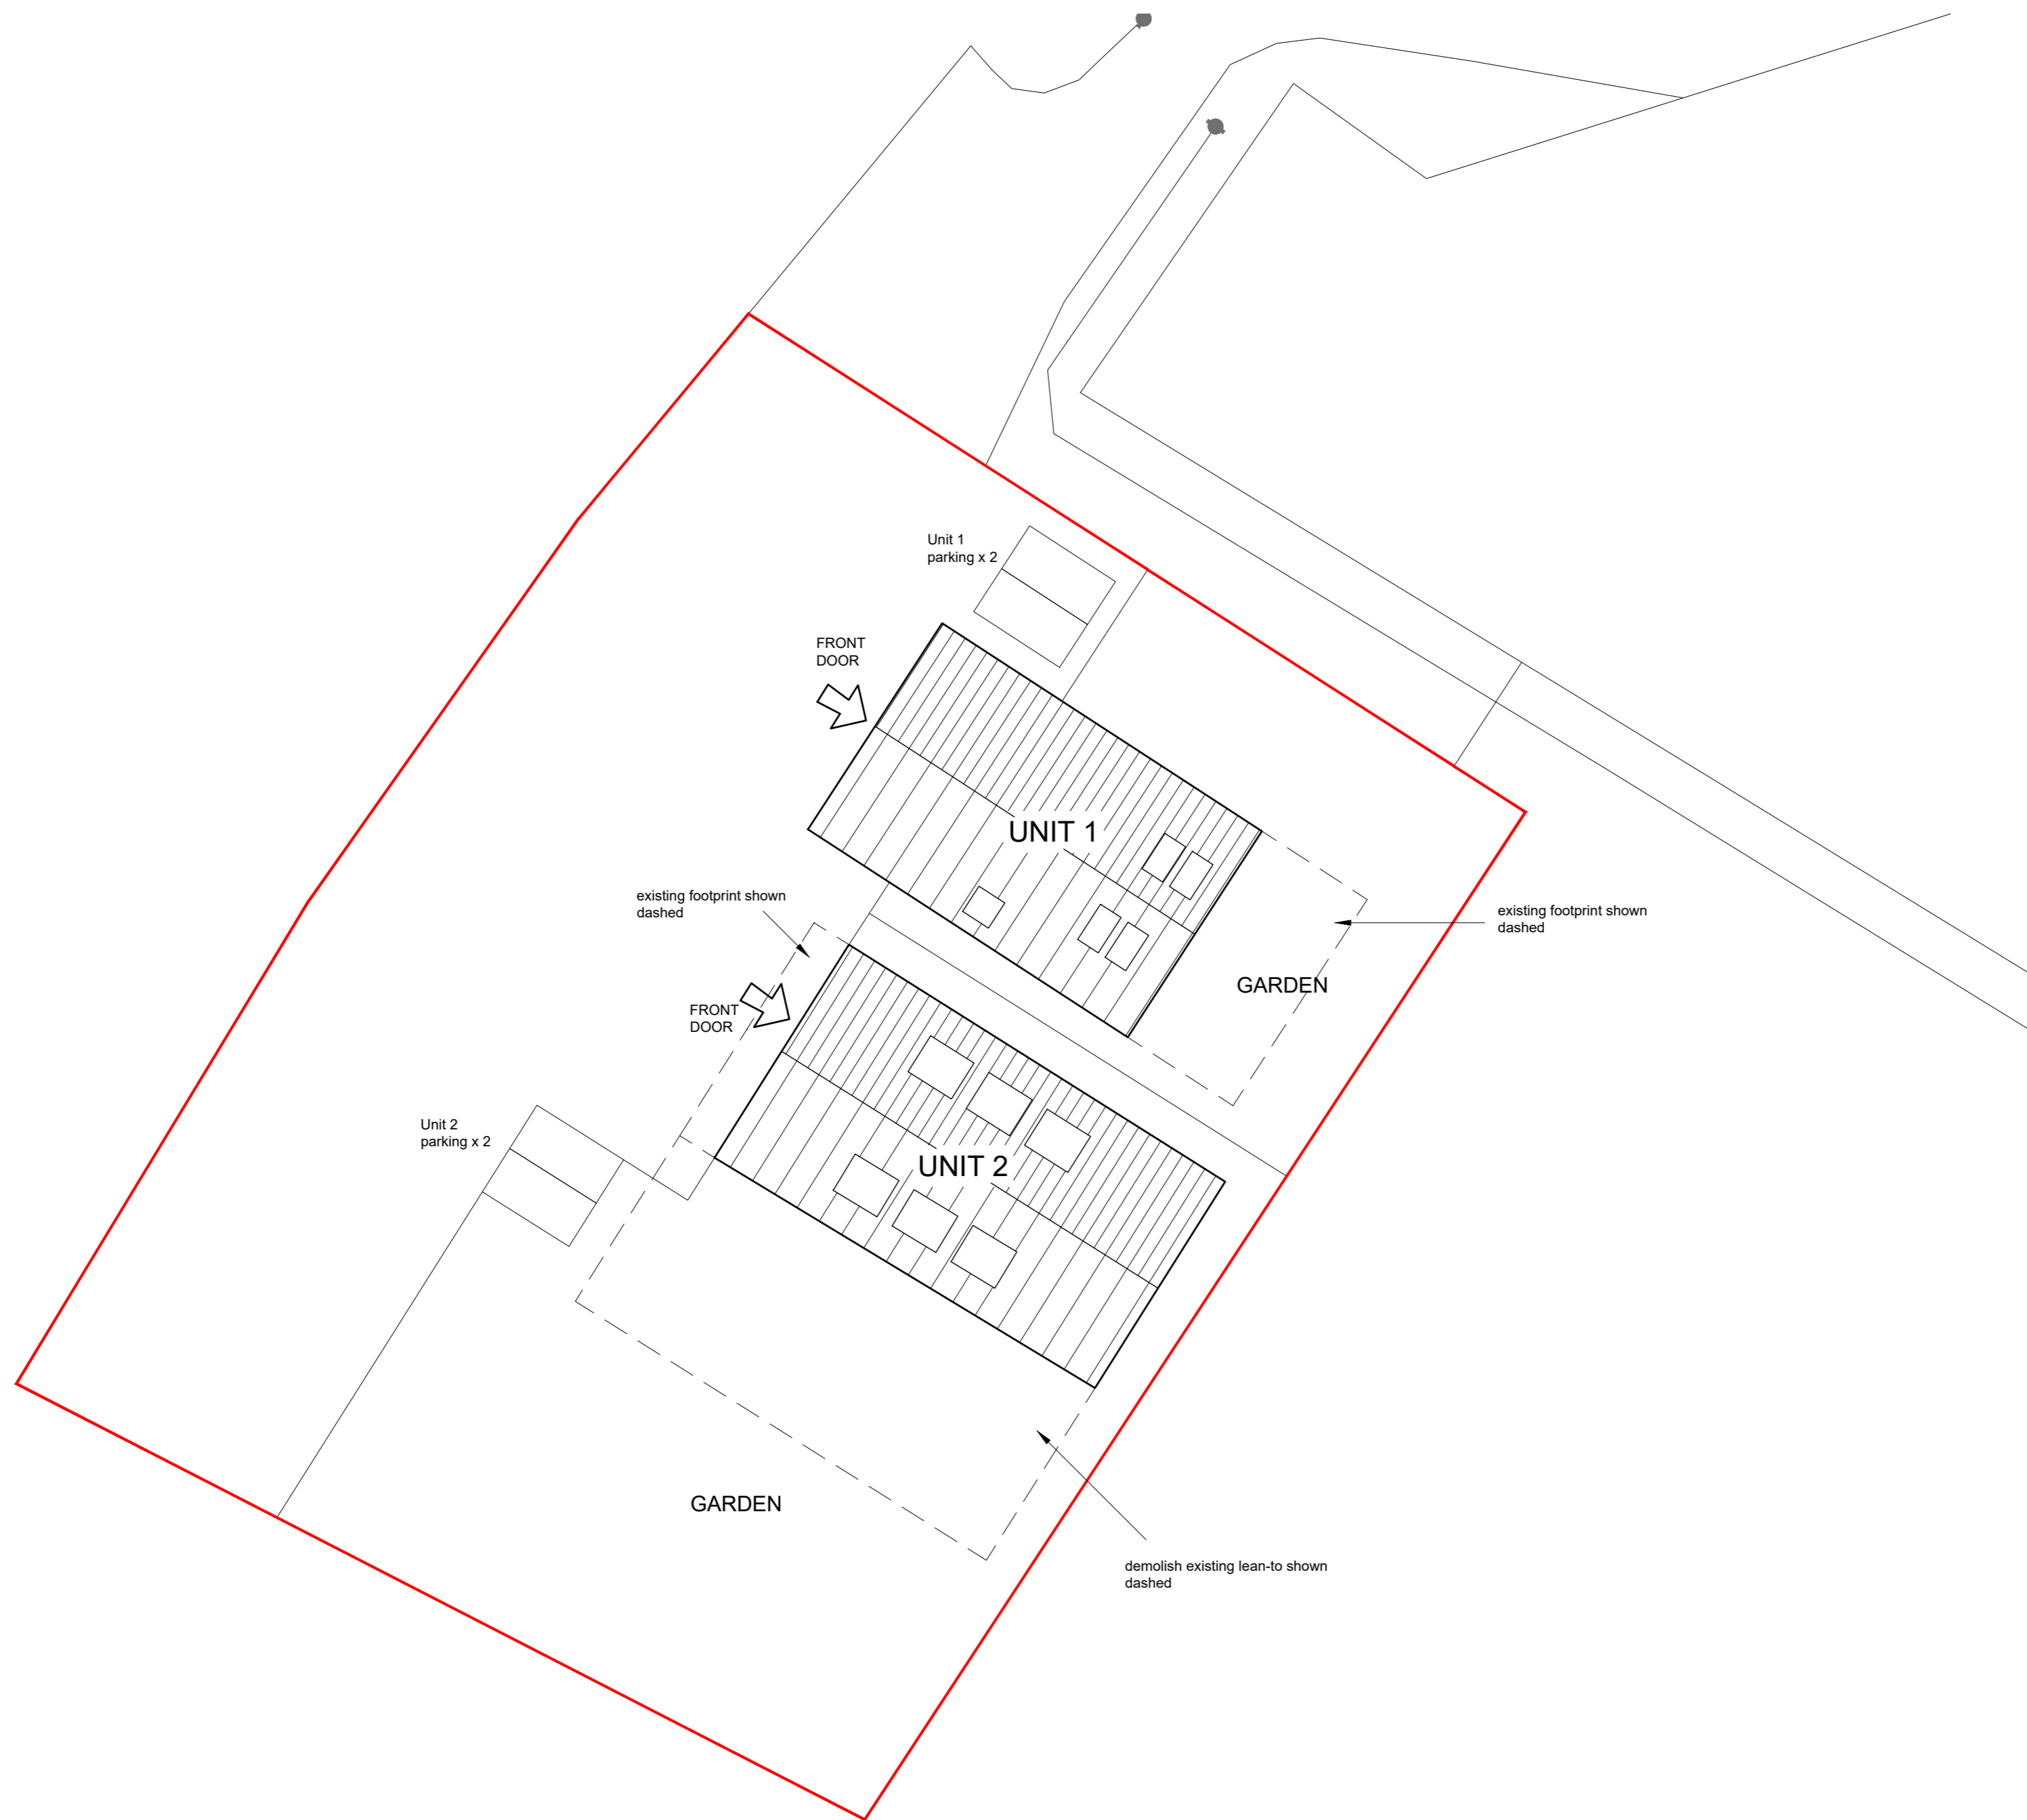 Unit 1
parking x 2
FRONT
DOOR
UNIT 1
existing footprint shown
dashed
existing footprint shown
dashed
GARDEN
FRONT
DOOR
Unit 2
parking x 2
UNIT 2
GARDEN
demolish existing lean-to shown
dashed